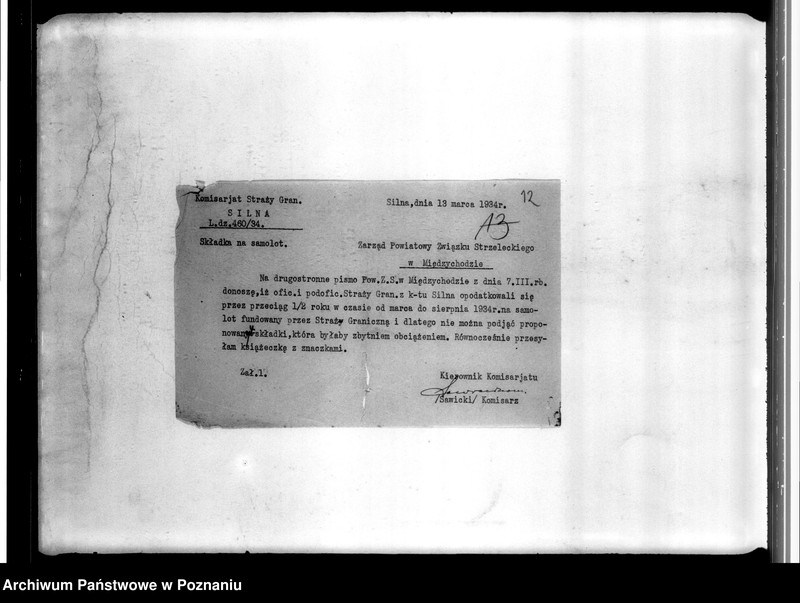 Komisarjat Straży Gran.
S I L N A
L.dz.460/34.
Silna,dnia 13 marca 1934r.
12
Składka na samolot.
Zarząd Powiatowy Związku Strzeleckiego
w Międzychodzie
Na drugostronne pismo Pow.Z.S.w Międzychodzie z dnia 7.III.rb.
donoszę,iż ofic.i podofic.Straży Gran.z k-tu Silna opodatkowali się
przez przeciąg 1/2 roku w czasie od marca do sierpnia 1934r.na samo-
lot fundowany przez Straży Graniczną i dlatego nie można podjąć propo-
nowanej składki,która byłaby zbytniem obciążeniem. Równocześnie przesy-
łam książeczkę z znaczkami.
Zał.1.
Kierownik Komisarjatu
/Sawicki/ Komisarz
Archiwum Państwowe w Poznaniu